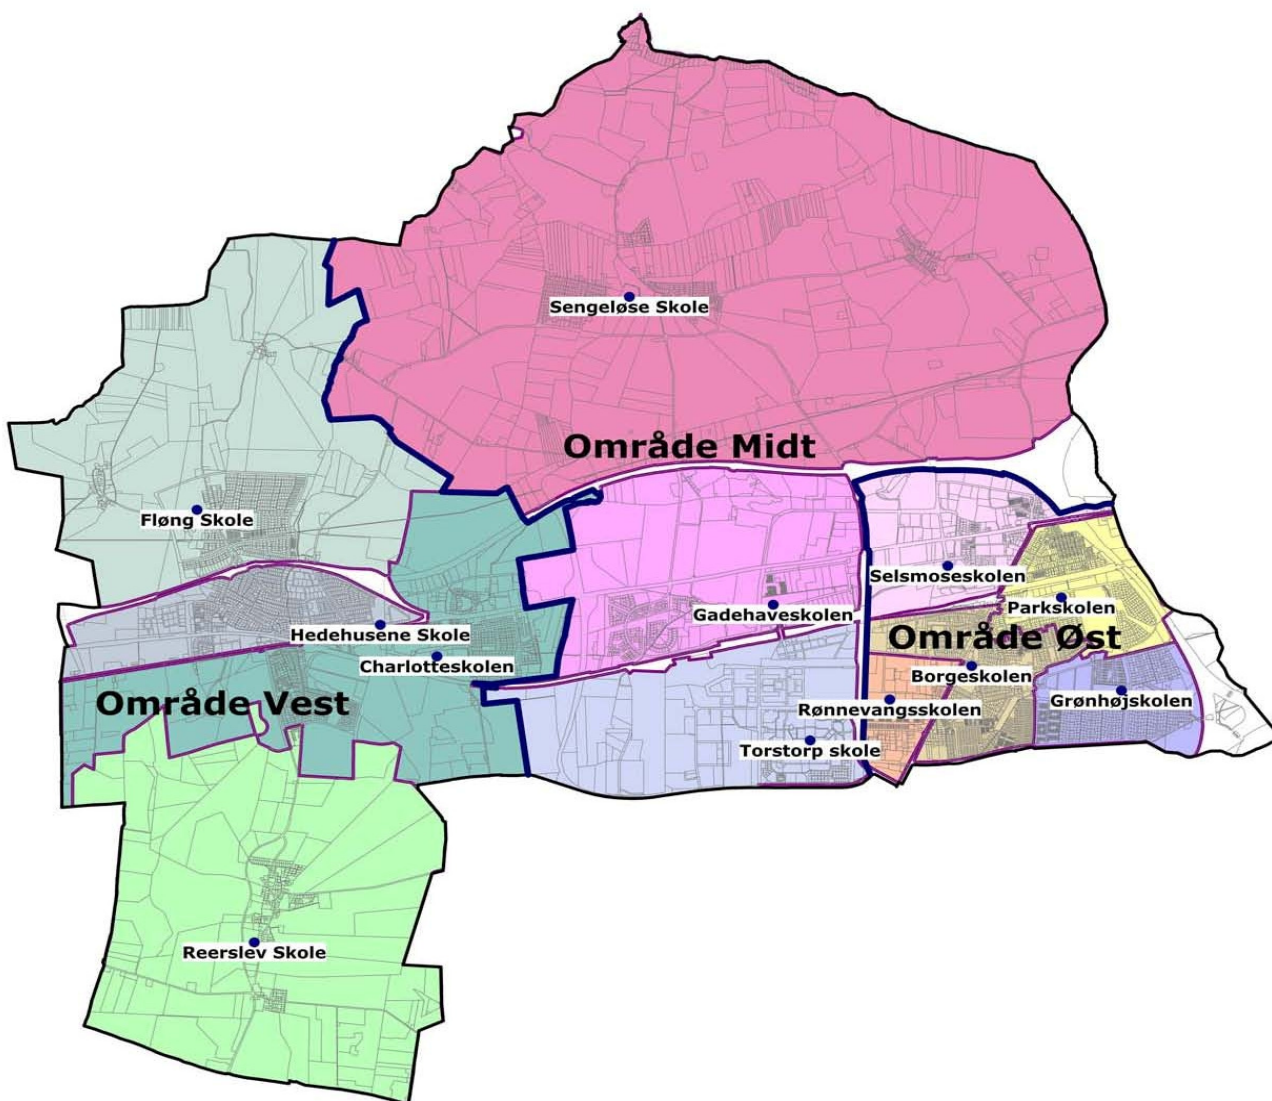 Sengeløse Skole
Område Midt
Fløng Skole
Selsmoseskolen
Gadehaveskolen
Parkskolen
Hedehusene Skole
Område Øst
Charlotteskolen
Borgeskolen
Område Vest
Grønhøjskolen
Rønnevangsskolen
Torstorp skole
Reerslev Skole